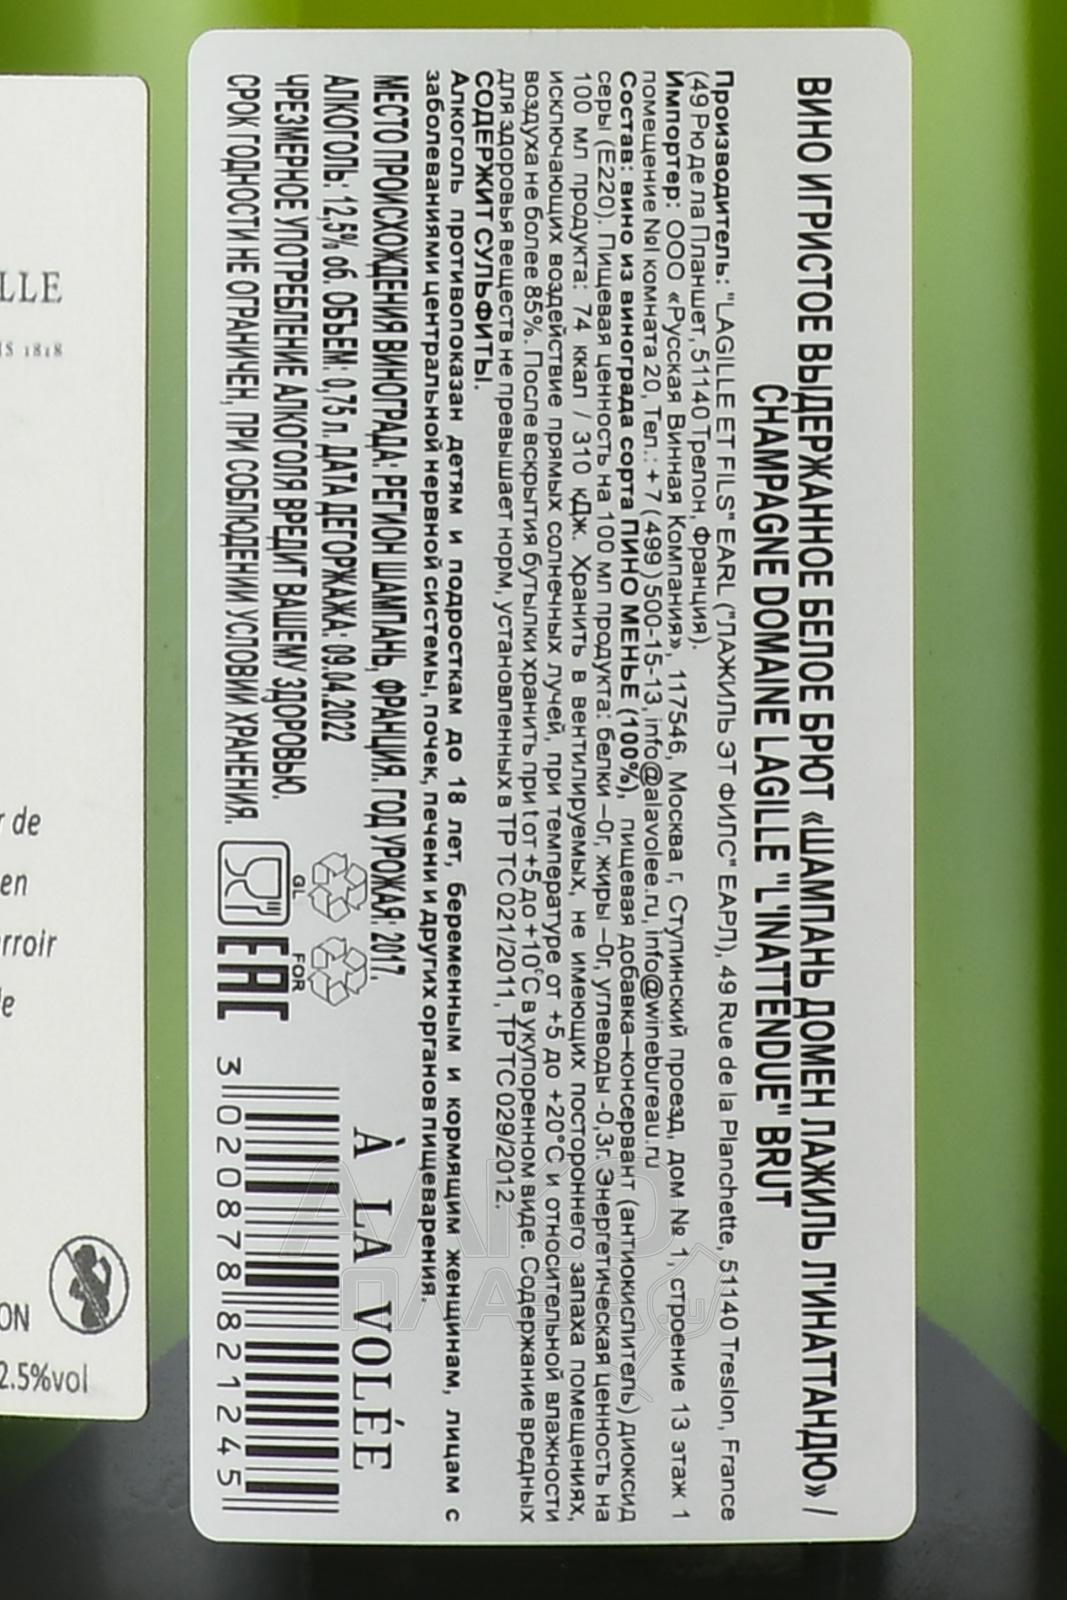 ВИНО ИГРИСТОЕ ВЫДЕРЖАННОЕ БЕЛОЕ БРЮТ «ШАМПАНЬ ДОМЕН ЛАЖИЛЬ Л'ИНАТТАНДЮ» /
CHAMPAGNE DOMAINE LAGILLE "L'INATTENDUE" BRUT
Производитель: "LAGILLE ET FILS" EARL ("ЛАЖИЛЬ ЭТ ФИЛС" ЕАРЛ), 49 Rue de la Planchette, 51140 Treslon, France
(49 Рю де ла Планшет, 51140 Трелон, Франция).
Импортер: ООО «Русская Винная Компания», 117546, Москва г, Ступинский проезд, дом № 1, строение 13 этаж 1
помещение №I комната 20, Тел.: +7 (499) 500-15-13, info@alavolee.ru, info@winebureau.ru
Состав: вино из винограда сорта ПИНО МЕНЬЕ (100%), пищевая добавка–консервант (антиокислитель) диоксид
серы (Е220). Пищевая ценность на 100 мл продукта: белки –0г, жиры –0г, углеводы -0,3г. Энергетическая ценность на
100 мл продукта: 74 ккал / 310 кДж. Хранить в вентилируемых, не имеющих постороннего запаха помещениях,
исключающих воздействие прямых солнечных лучей, при температуре от +5 до +20°С и относительной влажности
воздуха не более 85%. После вскрытия бутылки хранить при t от +5 до +10°С в укупоренном виде. Содержание вредных
для здоровья веществ не превышает норм, установленных в ТР ТС 021/2011, ТР ТС 029/2012.
СОДЕРЖИТ СУЛЬФИТЫ.
Алкоголь противопоказан детям и подросткам до 18 лет, беременным и кормящим женщинам, лицам с
заболеваниями центральной нервной системы, почек, печени и других органов пищеварения.
МЕСТО ПРОИСХОЖДЕНИЯ ВИНОГРАДА: РЕГИОН ШАМПАНЬ, ФРАНЦИЯ. ГОД УРОЖАЯ: 2017.
АЛКОГОЛЬ: 12,5% об. ОБЪЕМ: 0,75 л. ДАТА ДЕГОРЖАЖА: 09.04.2022
ЧРЕЗМЕРНОЕ УПОТРЕБЛЕНИЕ АЛКОГОЛЯ ВРЕДИТ ВАШЕМУ ЗДОРОВЬЮ.
СРОК ГОДНОСТИ НЕ ОГРАНИЧЕН, ПРИ СОБЛЮДЕНИИ УСЛОВИЙ ХРАНЕНИЯ.
GL
FOR
EAC
À LA VOLÉE
3 020878 821245
LLE
IS 1818
r de
en
rroir
le
ON
2.5%vol
АЛКО
ПЛАН